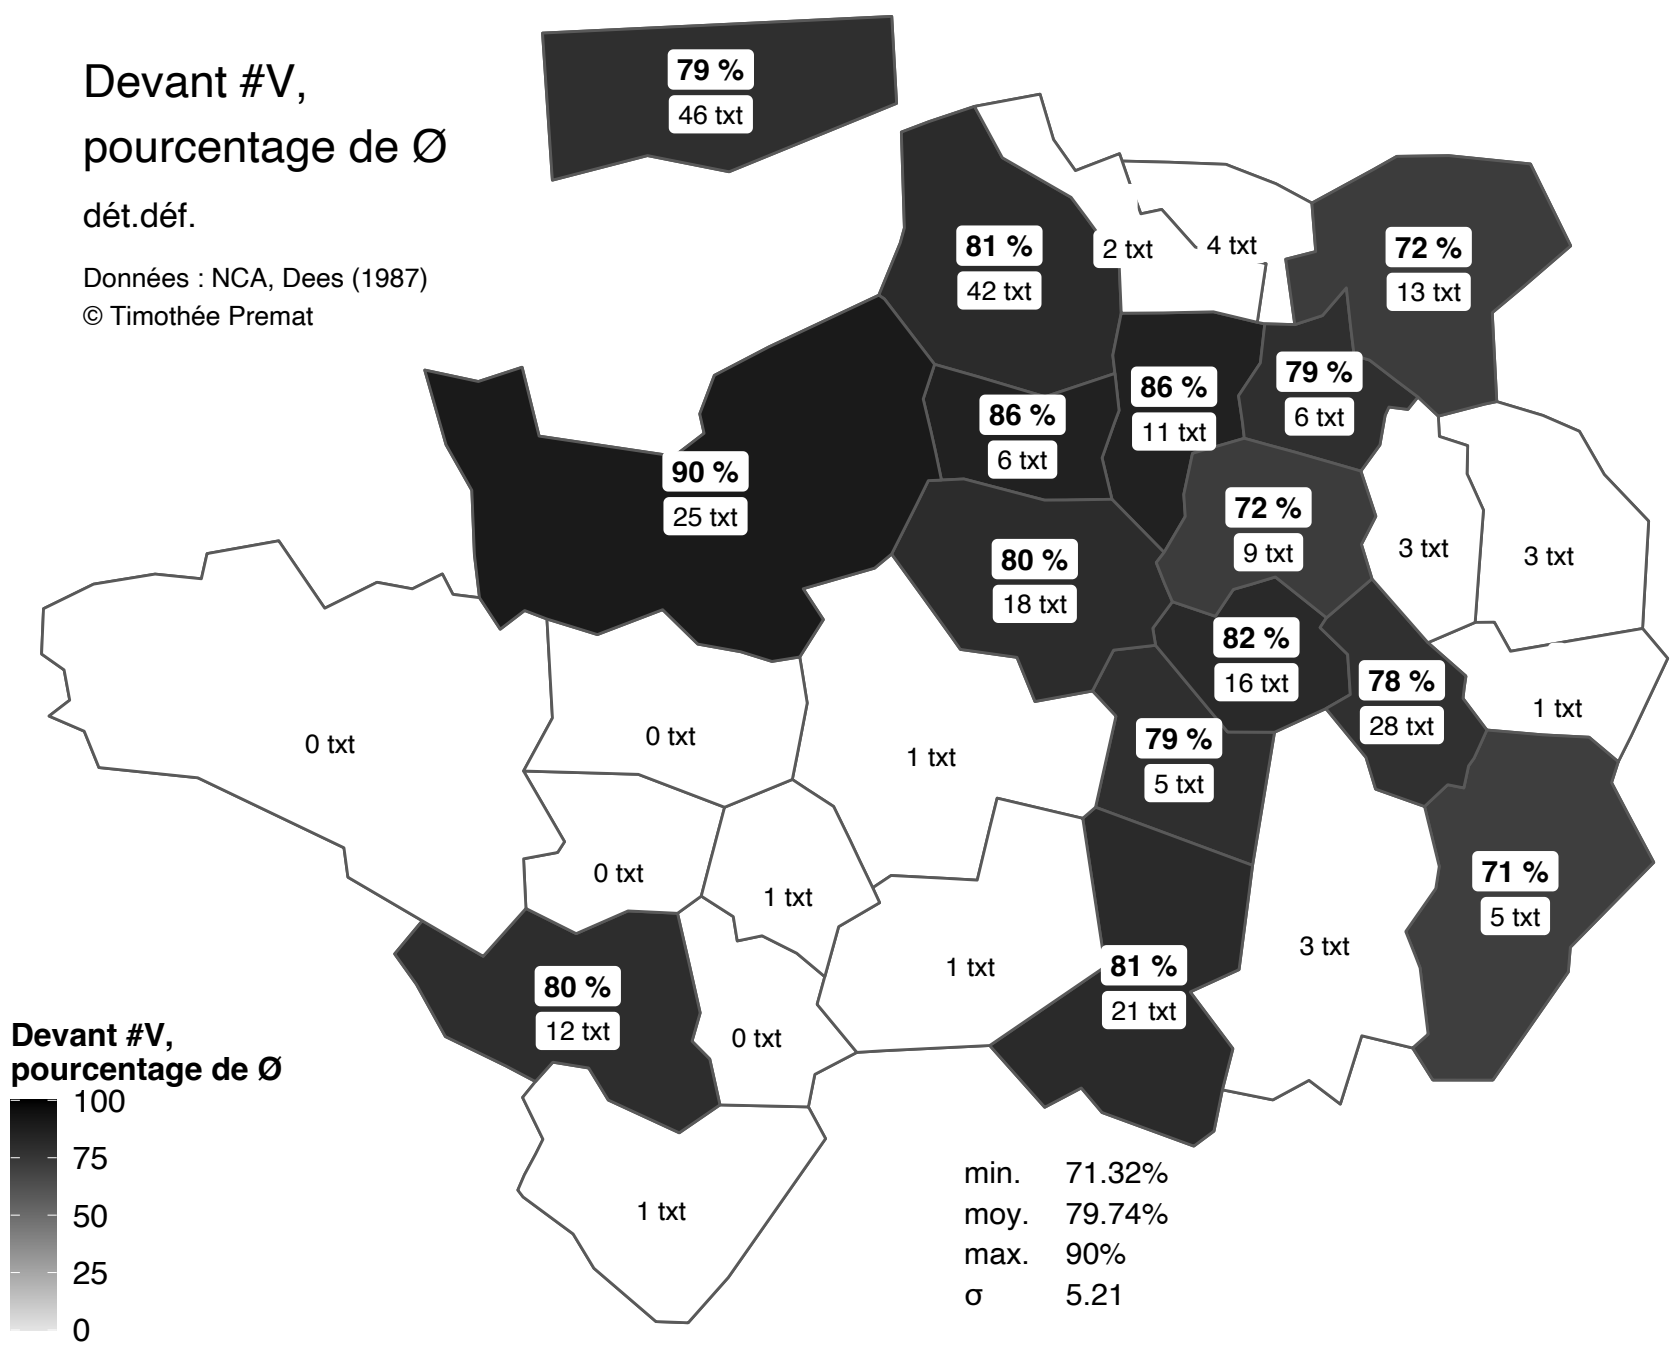 Devant #V,
pourcentage de Ø
dét.déf.
Données : NCA, Dees (1987)
© Timothée Premat
79 %
46 txt
81 %
42 txt
2 txt
4 txt
72 %
13 txt
86 %
6 txt
86 %
11 txt
79 %
6 txt
90 %
25 txt
80 %
18 txt
72 %
9 txt
3 txt
3 txt
82 %
16 txt
78 %
28 txt
1 txt
0 txt
0 txt
1 txt
79 %
5 txt
0 txt
1 txt
71 %
5 txt
80 %
12 txt
0 txt
1 txt
81 %
21 txt
3 txt
1 txt
Devant #V,
pourcentage de Ø
100
75
50
25
0
min. 71.32%
moy. 79.74%
max. 90%
σ 5.21